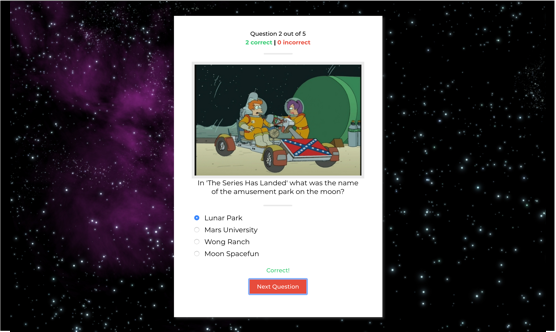 Question 2 out of 5
2 correct | 0 incorrect
In 'The Series Has Landed' what was the name
of the amusement park on the moon?
Lunar Park
Mars University
Wong Ranch
Moon Spacefun
Correct!
Next Question